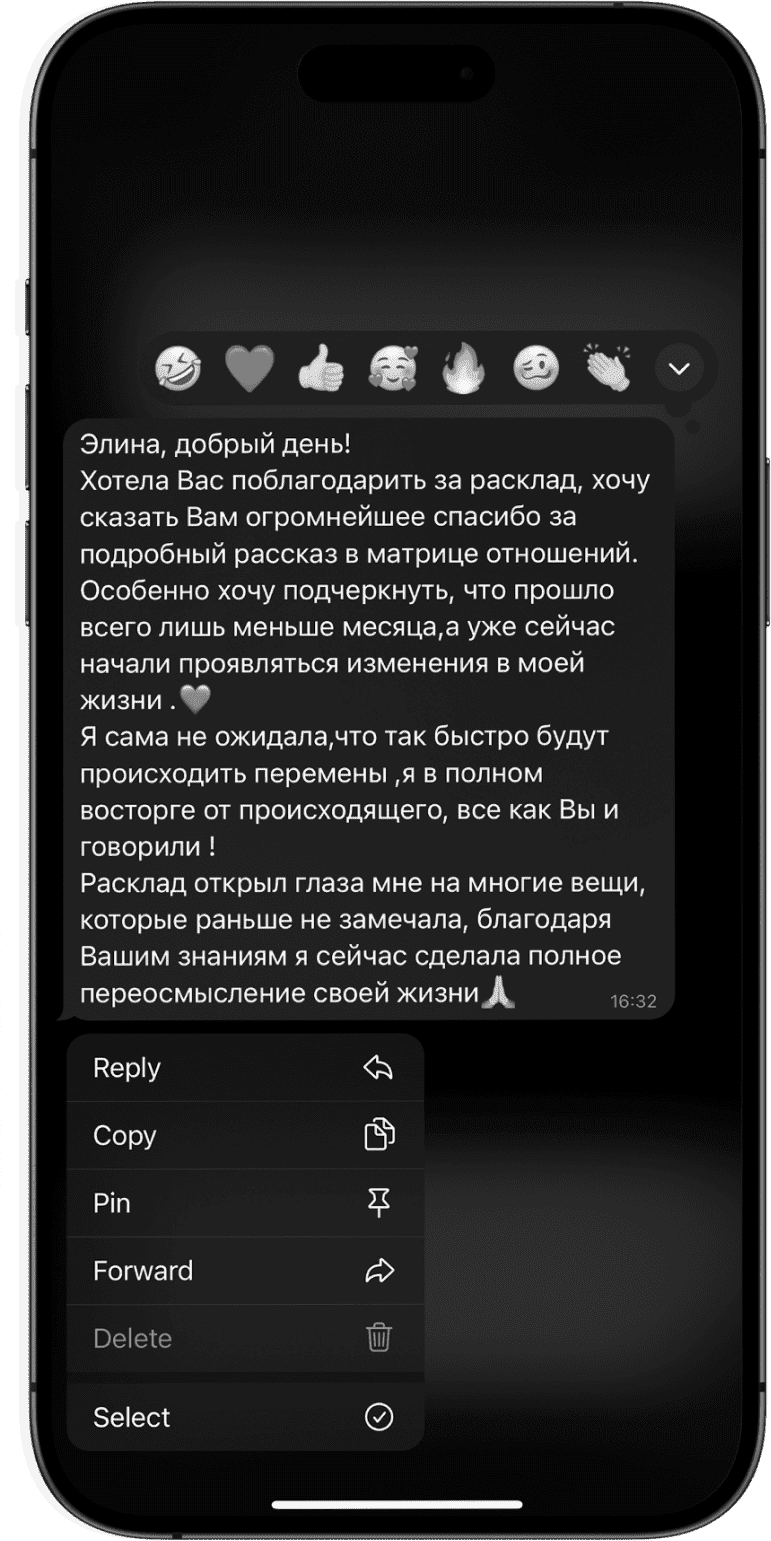 Элина, добрый день!
Хотела Вас поблагодарить за расклад, хочу
сказать Вам огромнейшее спасибо за
подробный рассказ в матрице отношений.
Особенно хочу подчеркнуть, что прошло
всего лишь меньше месяца,а уже сейчас
начали проявляться изменения в моей
жизни .🩶
Я сама не ожидала,что так быстро будут
происходить перемены ,я в полном
восторге от происходящего, все как Вы и
говорили !
Расклад открыл глаза мне на многие вещи,
которые раньше не замечала, благодаря
Вашим знаниям я сейчас сделала полное
переосмысление своей жизни🙏
16:32
Reply
Copy
Pin
Forward
Delete
Select